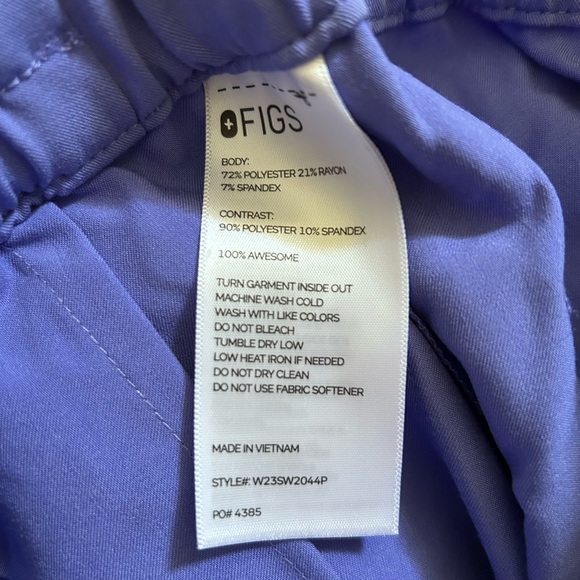 FIGS
BODY:
72% POLYESTER 21% RAYON
7% SPANDEX
CONTRAST:
90% POLYESTER 10% SPANDEX
100% AWESOME
TURN GARMENT INSIDE OUT
MACHINE WASH COLD
WASH WITH LIKE COLORS
DO NOT BLEACH
TUMBLE DRY LOW
LOW HEAT IRON IF NEEDED
DO NOT DRY CLEAN
DO NOT USE FABRIC SOFTENER
MADE IN VIETNAM
STYLE#: W23SW2044P
PO# 4385